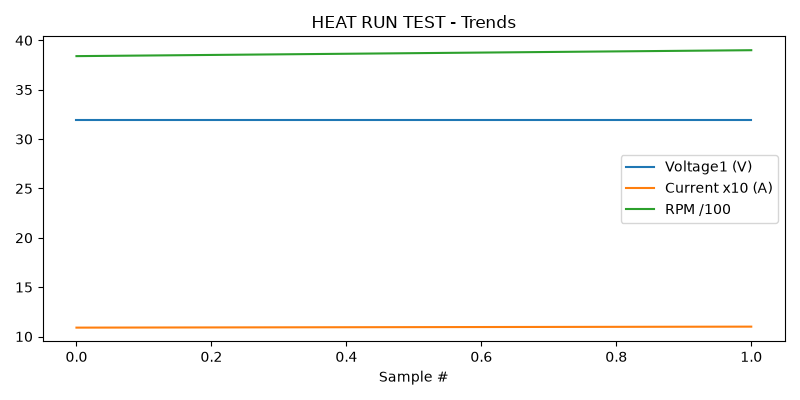 HEAT RUN TEST - Trends
40
35
30
25
20
15
10
Voltage1 (V)
Current x10 (A)
RPM /100
0.0 0.2 0.4 0.6 0.8 1.0
Sample #